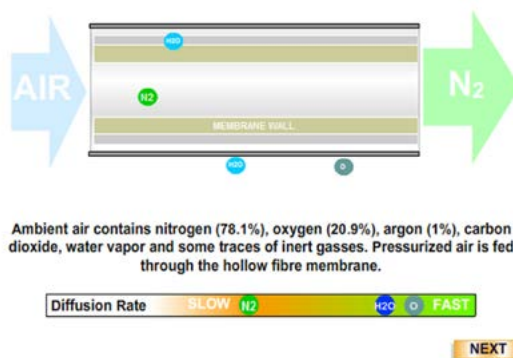 H2O
AIR
N2
N2
MEMBRANE WALL
H2O
O
Ambient air contains nitrogen (78.1%), oxygen (20.9%), argon (1%), carbon
dioxide, water vapor and some traces of inert gasses. Pressurized air is fed
through the hollow fibre membrane.
Diffusion Rate SLOW N2 H2O O FAST
NEXT